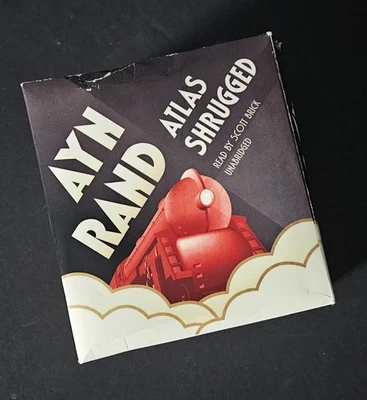 AYN
RAND
ATLAS
SHRUGGED
READ BY SCOTT BRICK
UNABRIDGED